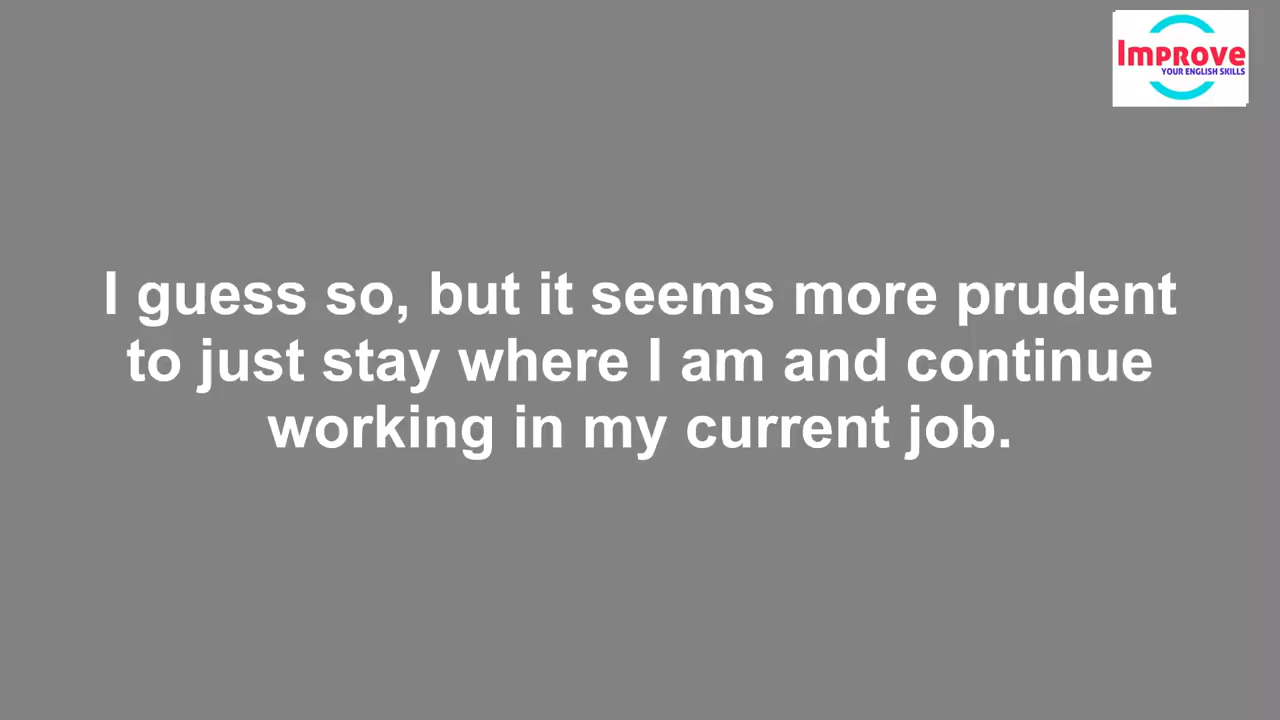 Improve
YOUR ENGLISH SKILLS
I guess so, but it seems more prudent
to just stay where I am and continue
working in my current job.